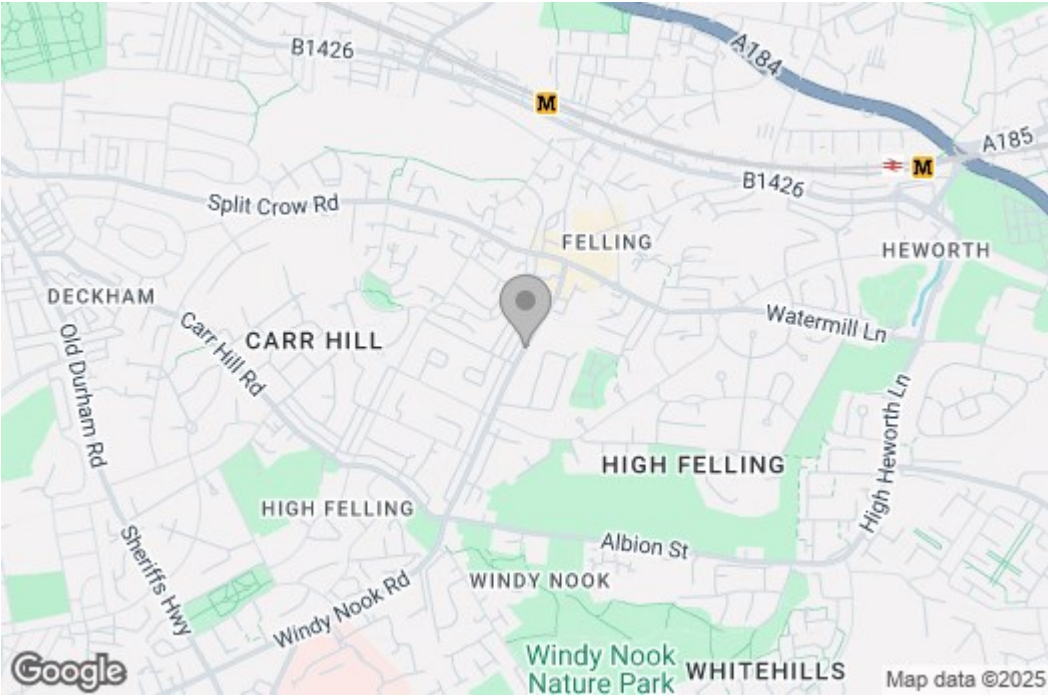 B1426
A184
M
A185
M
B1426
Split Crow Rd
FELLING
HEWORTH
DECKHAM
Watermill Ln
CARR HILL
Carr Hill Rd
Old Durham Rd
High Heworth Ln
HIGH FELLING
HIGH FELLING
Albion St
Sheriffs Hwy
WINDY NOOK
Windy Nook Rd
Windy Nook
Nature Park
WHITEHILLS
Google
Map data ©2025